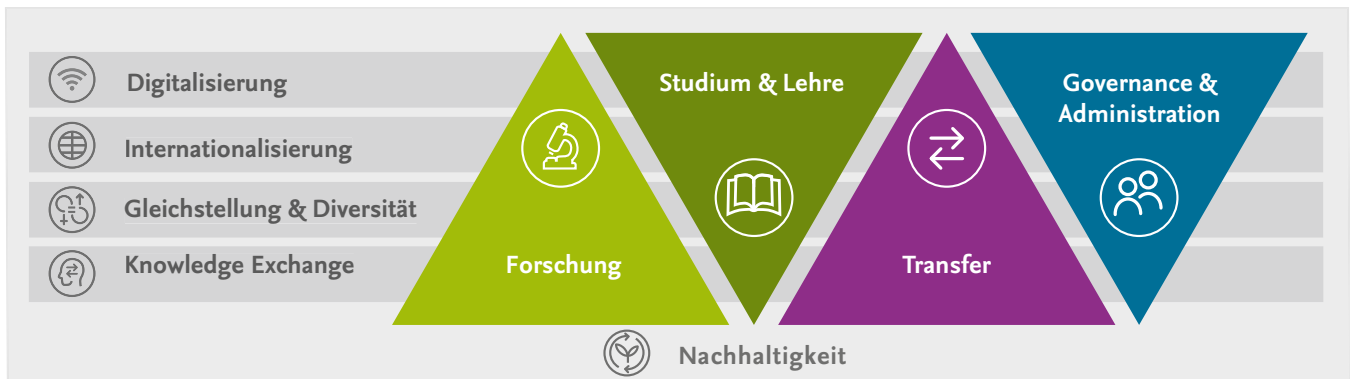 Digitalisierung
Internationalisierung
Gleichstellung & Diversität
Knowledge Exchange
Forschung
Studium & Lehre
Transfer
Governance &
Administration
Nachhaltigkeit